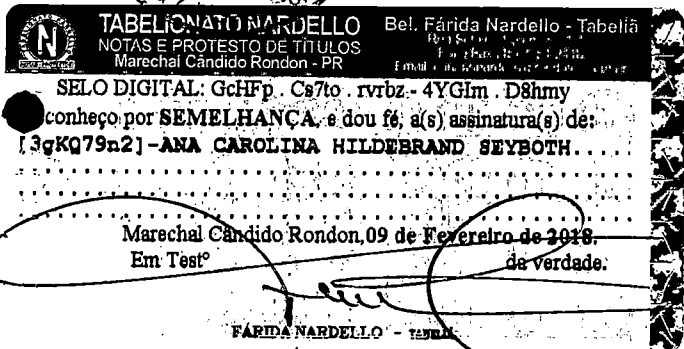 TABELIONATO NARDELLO
NOTAS E PROTESTO DE TÍTULOS
Marechal Cândido Rondon - PR
Bel. Fárida Nardello - Tabeliã
N
SELO DIGITAL: GcHFp . Cs7to . rvrbz - 4YGIm . D8hmy
conheço por SEMELHANÇA, e dou fé, a(s) assinatura(s) de:
[3gKQ79n2]-ANA CAROLINA HILDEBRAND SEYBOTH.....
Marechal Cândido Rondon, 09 de Fevereiro de 2018.
Em Testº da verdade.
FÁRIDA NARDELLO -